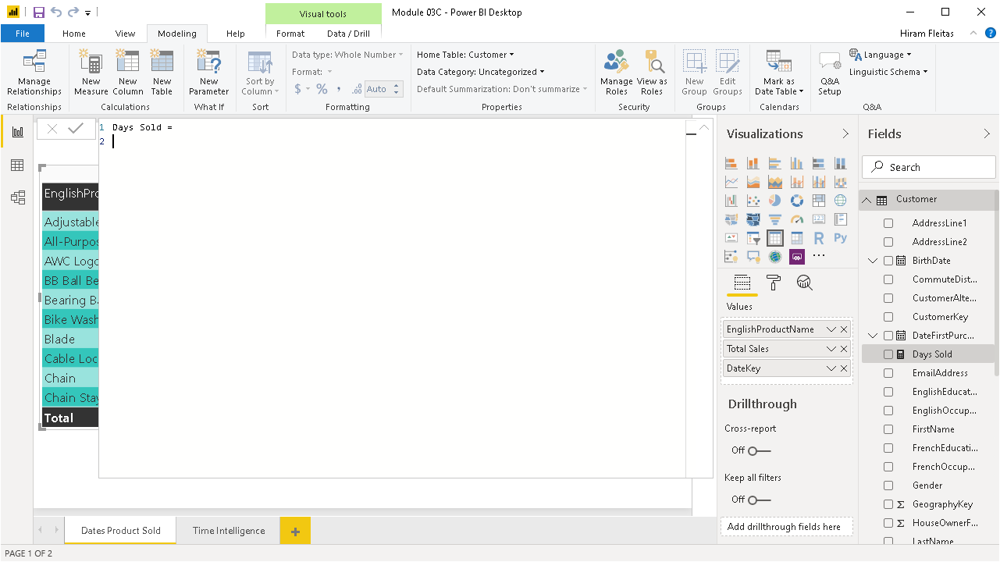 Visual tools
Module 03C - Power BI Desktop
File
Home
View
Modeling
Help
Format
Data / Drill
Hiram Fleitas
Manage Relationships
Relationships
New Measure
New Column
New Table
Calculations
New Parameter
What If
Sort by Column
Sort
Data type: Whole Number
Format:
$ % , .00 Auto
Formatting
Home Table: Customer
Data Category: Uncategorized
Default Summarization: Don't summarize
Properties
Manage Roles
View as Roles
Security
New Group
Edit Groups
Groups
Mark as Date Table
Calendars
Q&A Setup
Language
Linguistic Schema
Q&A
1 Days Sold =
2
EnglishPro
Adjustable
All-Purpos
AWC Logo
BB Ball Be
Bearing Ba
Bike Wash
Blade
Cable Loc
Chain
Chain Stay
Total
Visualizations
123
R
Py
Values
EnglishProductName
Total Sales
DateKey
Drillthrough
Cross-report
Off
Keep all filters
Off
Add drillthrough fields here
Fields
Search
Customer
AddressLine1
AddressLine2
BirthDate
CommuteDist...
CustomerAlte...
CustomerKey
DateFirstPurc...
Days Sold
EmailAddress
EnglishEducat...
EnglishOccup...
FirstName
FrenchEducati...
FrenchOccup...
Gender
Σ GeographyKey
Σ HouseOwnerF...
LastName
Dates Product Sold
Time Intelligence
PAGE 1 OF 2